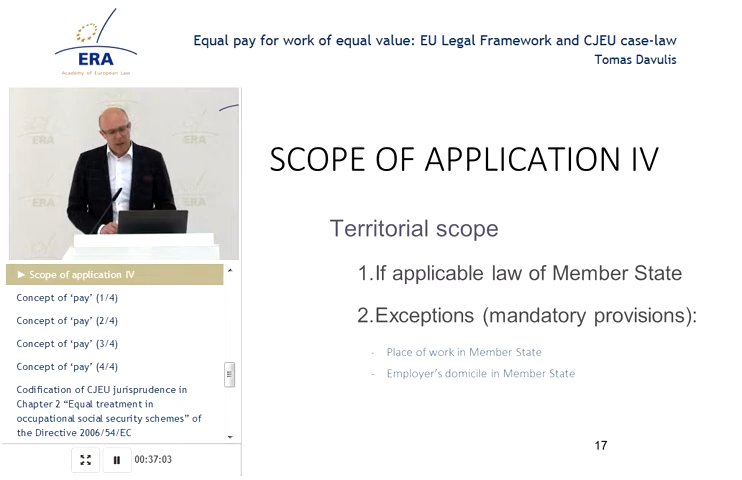 ERA
Academy of European Law
Equal pay for work of equal value: EU Legal Framework and CJEU case-law
Tomas Davulis
ERA
ERA
ERA
ERA
► Scope of application IV
Concept of ‘pay’ (1/4)
Concept of ‘pay’ (2/4)
Concept of ‘pay’ (3/4)
Concept of ‘pay’ (4/4)
Codification of CJEU jurisprudence in
Chapter 2 “Equal treatment in
occupational social security schemes” of
the Directive 2006/54/EC
00:37:03
SCOPE OF APPLICATION IV
Territorial scope
1.If applicable law of Member State
2.Exceptions (mandatory provisions):
- Place of work in Member State
- Employer’s domicile in Member State
17